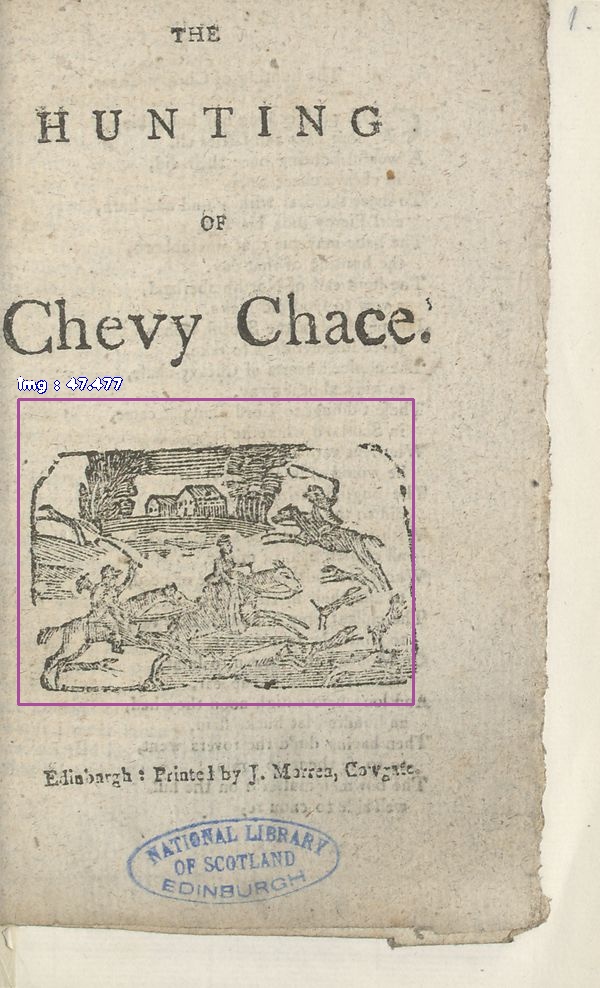 1.
THE
HUNTING
OF
Chevy Chace.
img : 47.477
Edinburgh: Printed by J. Morren, Cowgate.
NATIONAL LIBRARY
OF SCOTLAND
EDINBURGH